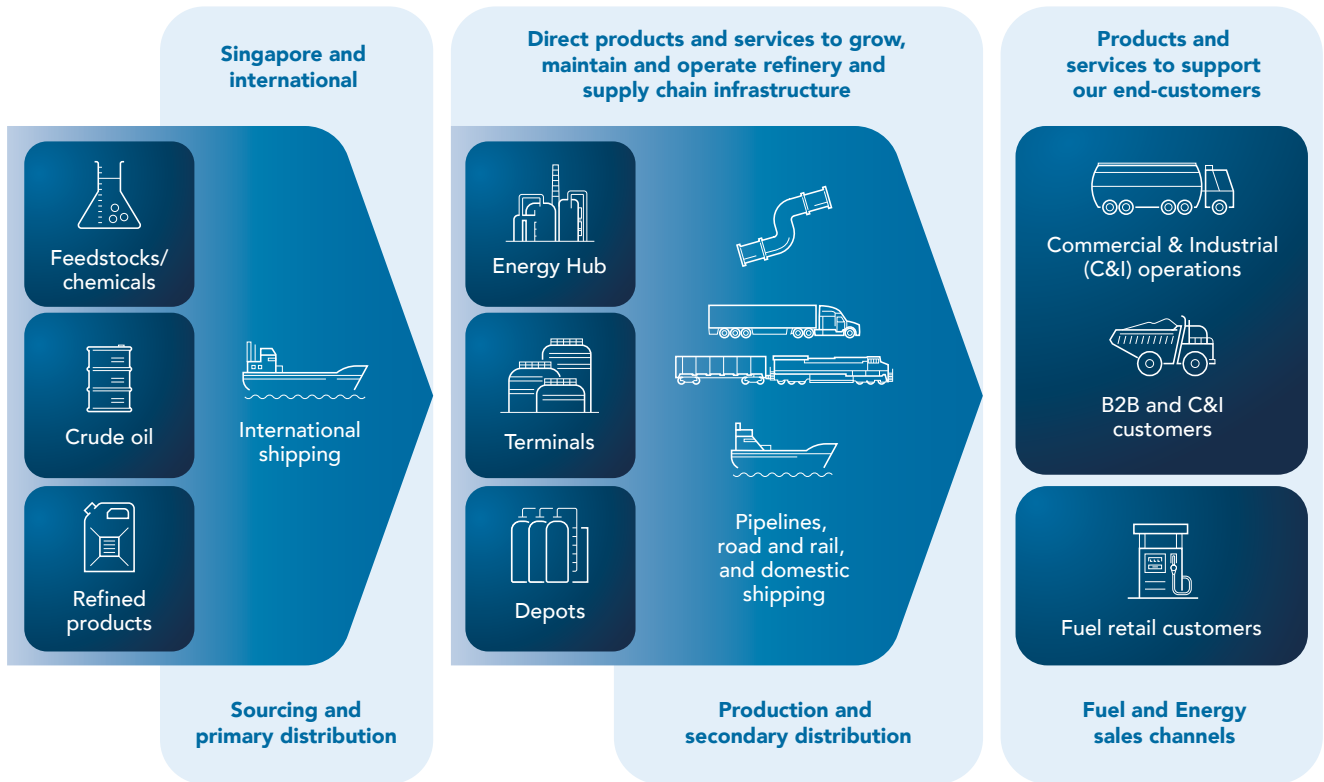 Singapore and
international
Feedstocks/
chemicals
Crude oil
Refined
products
International
shipping
Sourcing and
primary distribution
Direct products and services to grow,
maintain and operate refinery and
supply chain infrastructure
Energy Hub
Terminals
Depots
Pipelines,
road and rail,
and domestic
shipping
Production and
secondary distribution
Products and
services to support
our end-customers
Commercial & Industrial
(C&I) operations
B2B and C&I
customers
Fuel retail customers
Fuel and Energy
sales channels